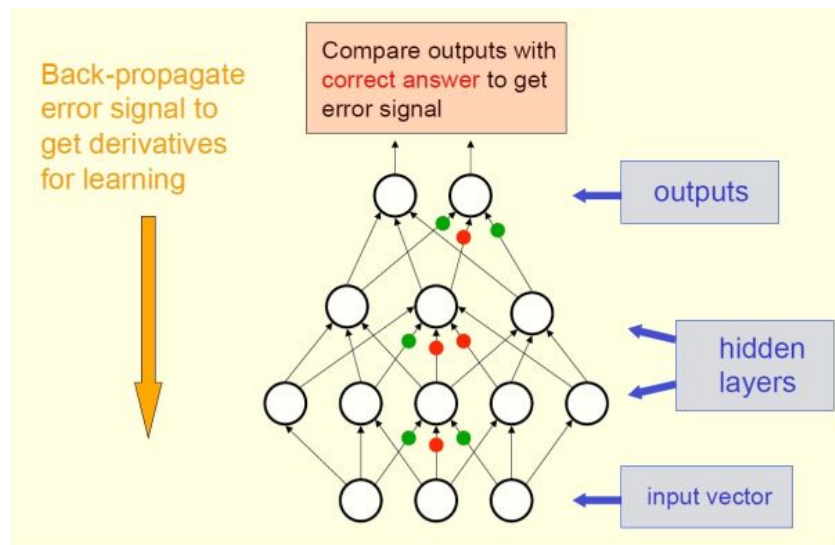 Compare outputs with
correct answer to get
error signal
Back-propagate
error signal to
get derivatives
for learning
outputs
hidden
layers
input vector